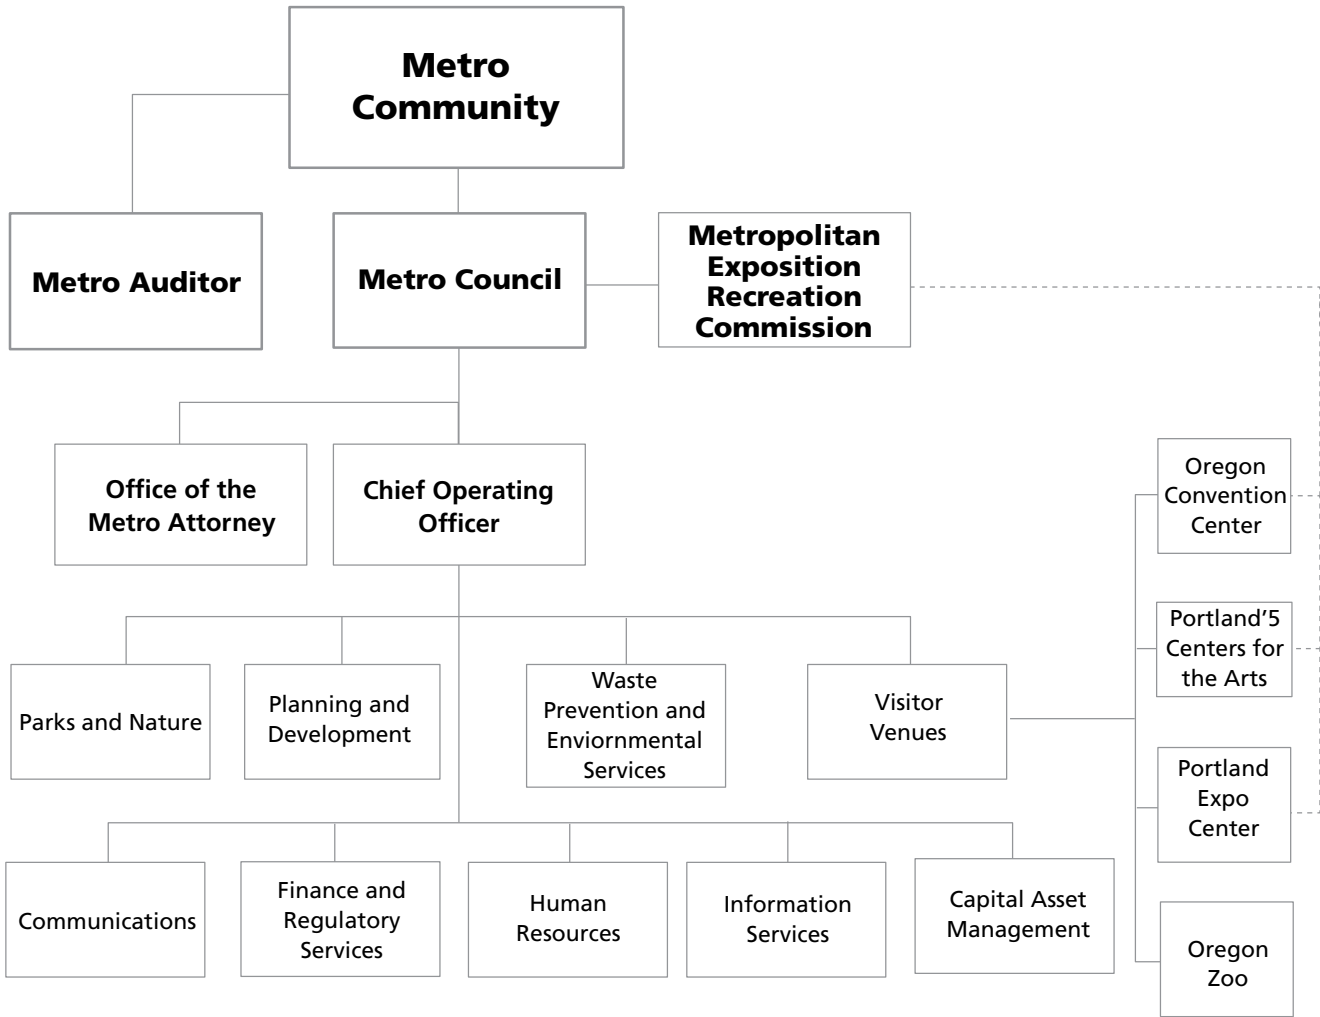 Metro
Community
Metro Auditor
Metro Council
Metropolitan
Exposition
Recreation
Commission
Office of the
Metro Attorney
Chief Operating
Officer
Oregon
Convention
Center
Portland’5
Centers for
the Arts
Parks and Nature
Planning and
Development
Waste
Prevention and
Enviornmental
Services
Visitor
Venues
Portland
Expo
Center
Communications
Finance and
Regulatory
Services
Human
Resources
Information
Services
Capital Asset
Management
Oregon
Zoo